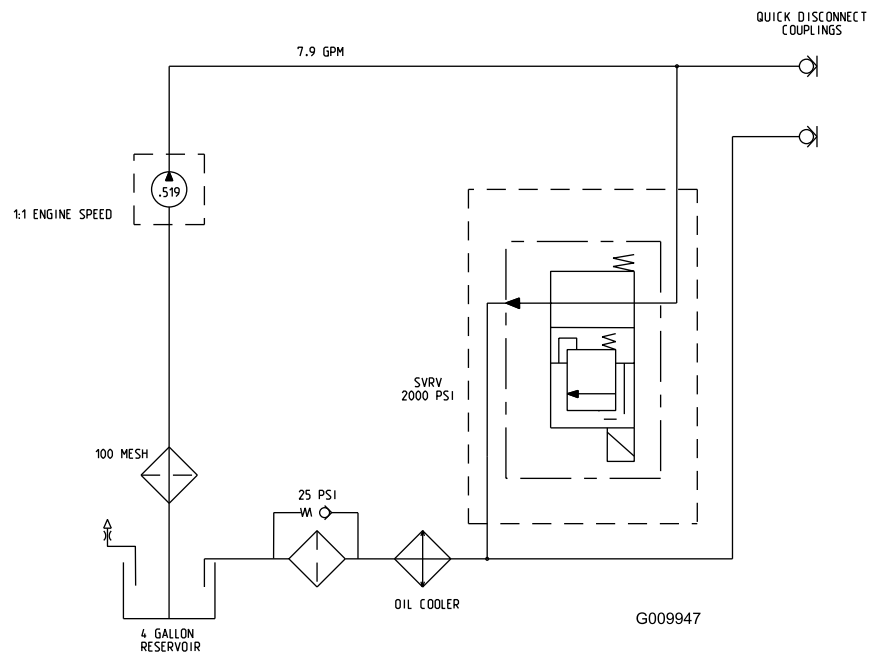 QUICK DISCONNECT
COUPLINGS
7.9 GPM
.519
1:1 ENGINE SPEED
SVRV
2000 PSI
100 MESH
25 PSI
OIL COOLER
G009947
4 GALLON
RESERVOIR